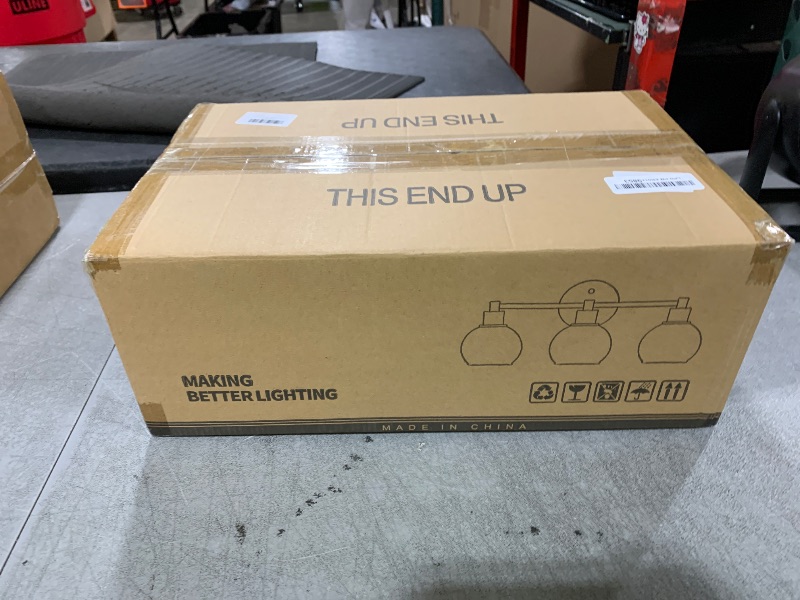 ULINE
THIS END UP
THIS END UP
MAKING
BETTER LIGHTING
MADE IN CHINA